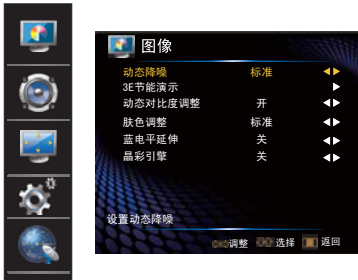 图像
动态降噪 标准
3E节能演示
动态对比度调整 开
肤色调整 标准
蓝电平延伸 关
晶彩引擎 关
设置动态降噪
调整 选择 返回